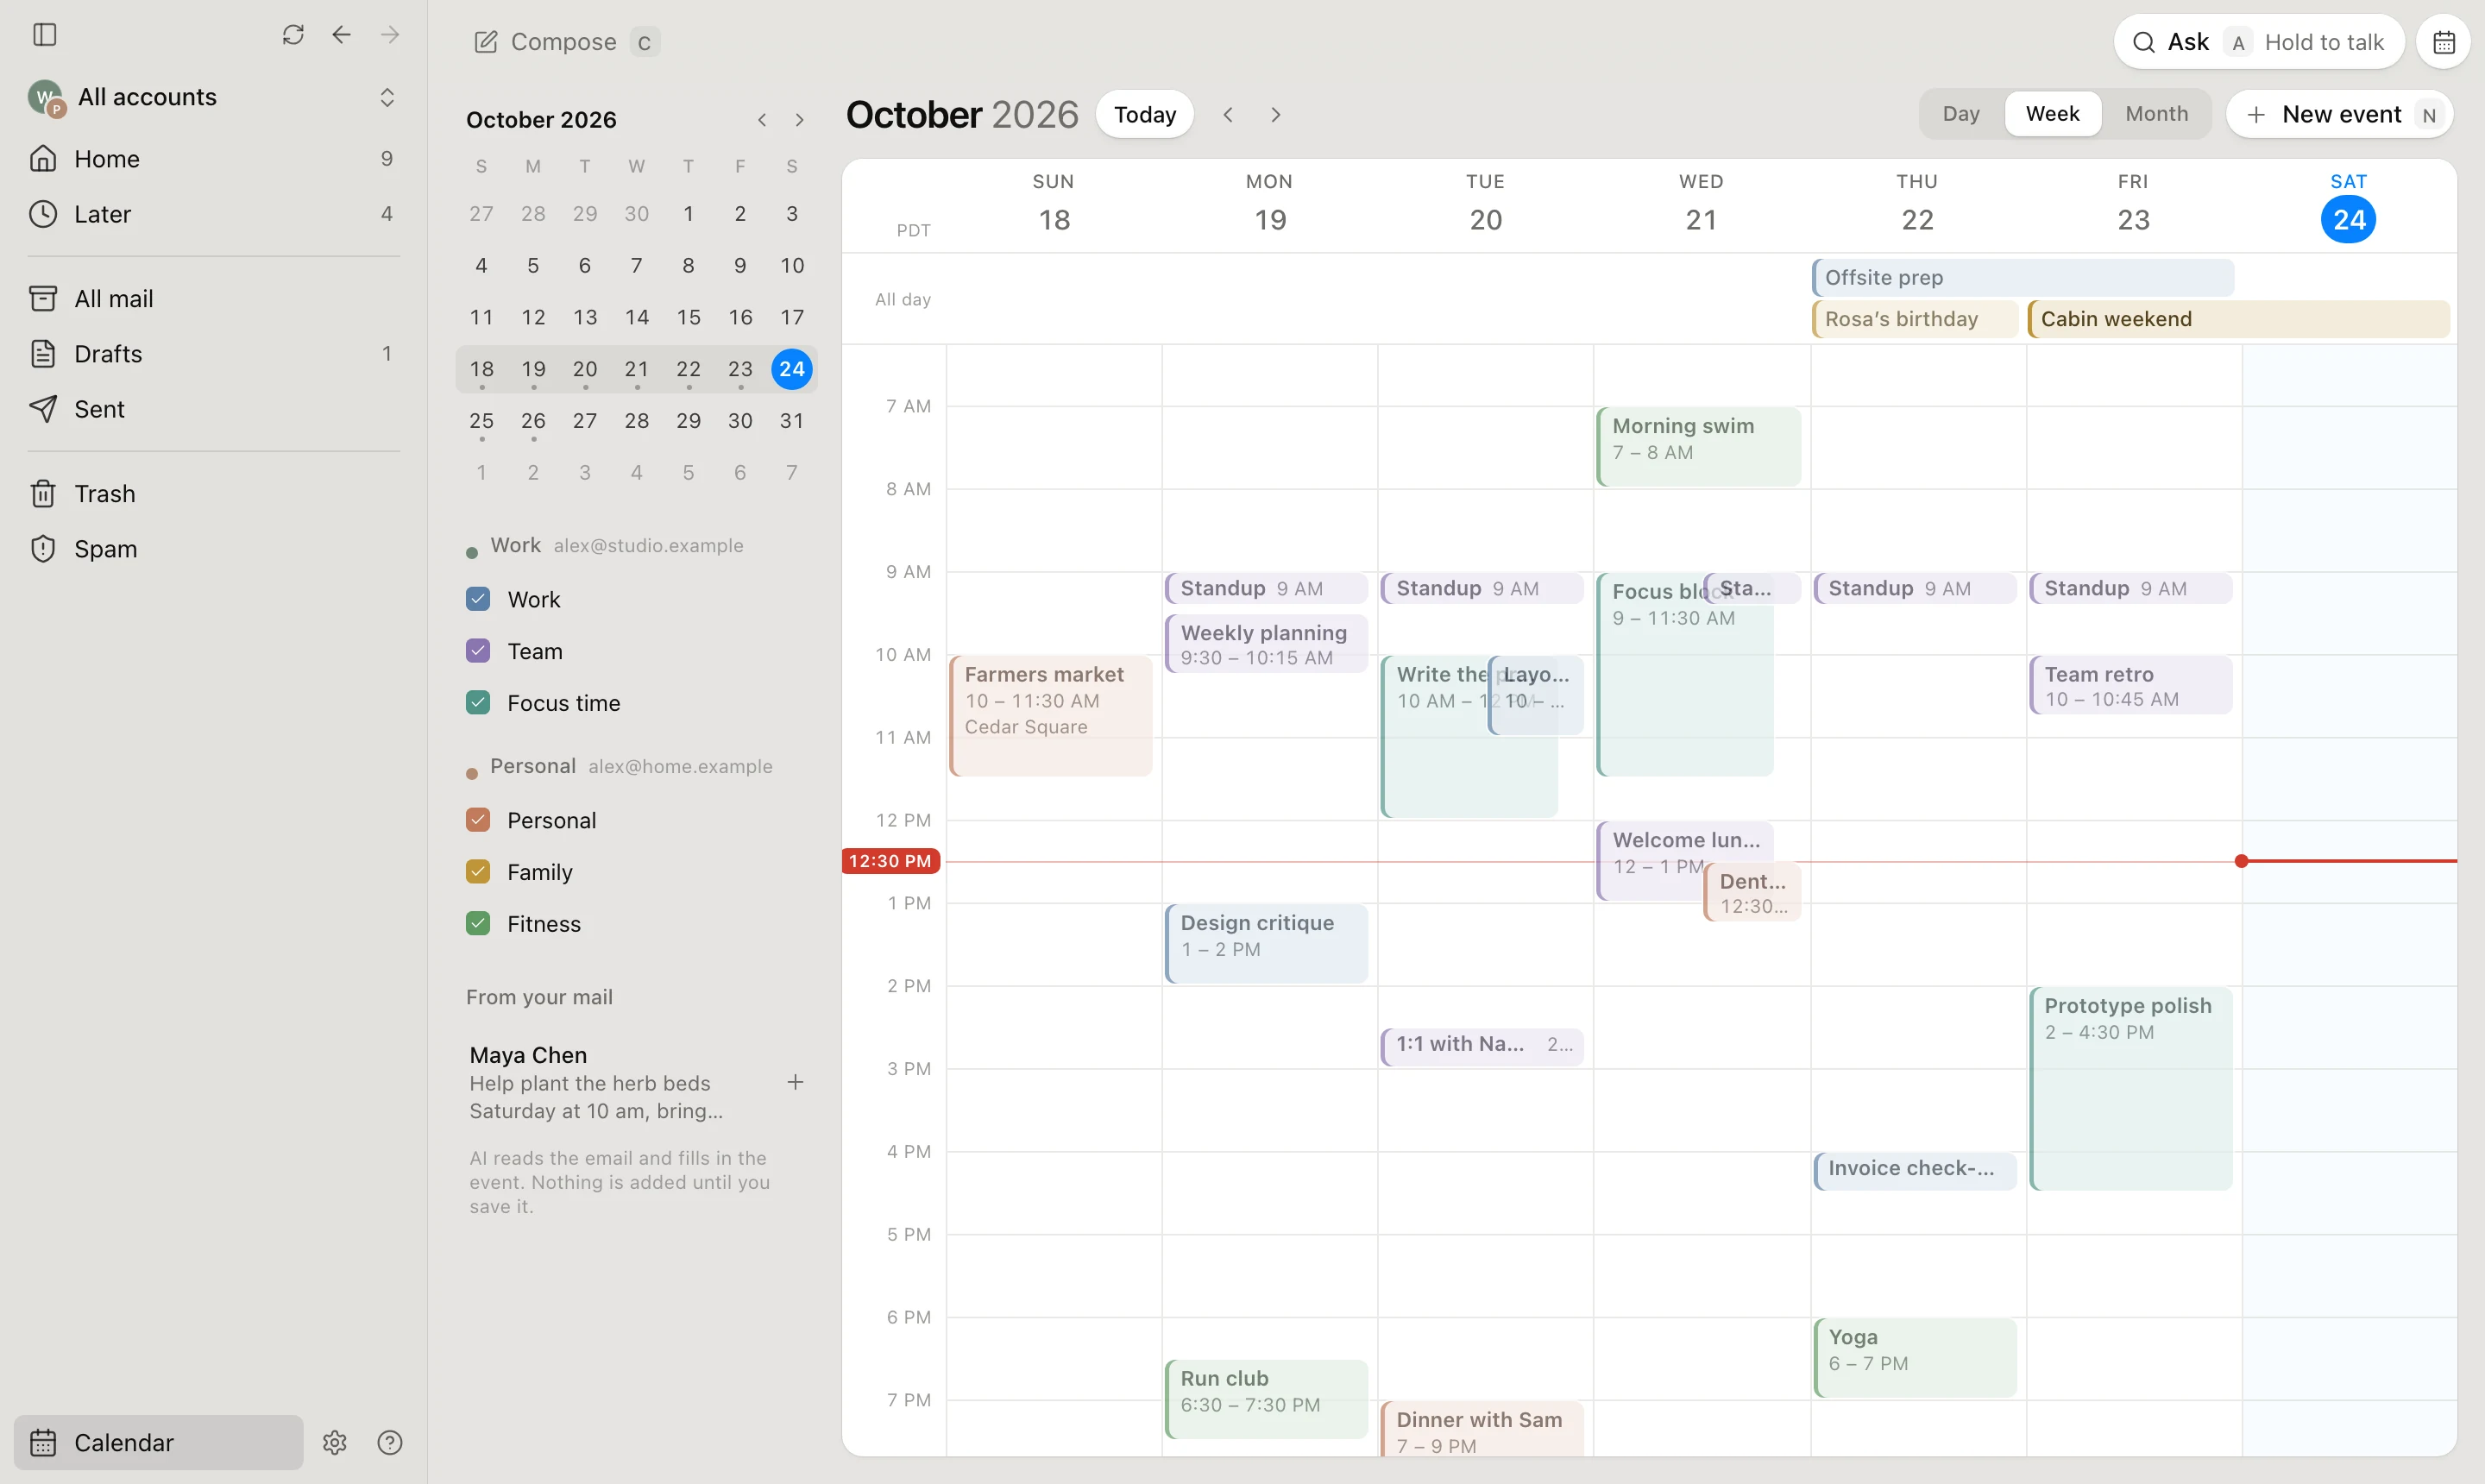 W
P
All accounts
Home 9
Later 4
All mail
Drafts 1
Sent
Trash
Spam
Calendar
Compose C
October 2026
S M T W T F S
27 28 29 30 1 2 3
4 5 6 7 8 9 10
11 12 13 14 15 16 17
18 19 20 21 22 23 24
25 26 27 28 29 30 31
1 2 3 4 5 6 7
Work alex@studio.example
Work
Team
Focus time
Personal alex@home.example
Personal
Family
Fitness
From your mail
Maya Chen
Help plant the herb beds
Saturday at 10 am, bring...
AI reads the email and fills in the
event. Nothing is added until you
save it.
Ask A Hold to talk
October 2026 Today
Day Week Month
New event N
PDT
SUN 18
MON 19
TUE 20
WED 21
THU 22
FRI 23
SAT 24
All day
Offsite prep
Rosa's birthday
Cabin weekend
7 AM
8 AM
9 AM
10 AM
11 AM
12 PM
12:30 PM
1 PM
2 PM
3 PM
4 PM
5 PM
6 PM
7 PM
Farmers market
10 – 11:30 AM
Cedar Square
Standup 9 AM
Weekly planning
9:30 – 10:15 AM
Design critique
1 – 2 PM
Run club
6:30 – 7:30 PM
Standup 9 AM
Write the
10 AM – 12 PM
Layo...
10 – ...
1:1 with Na... 2...
Dinner with Sam
7 – 9 PM
Morning swim
7 – 8 AM
Focus block
9 – 11:30 AM
Sta...
Welcome lun...
12 – 1 PM
Dent...
12:30...
Standup 9 AM
Invoice check-...
Yoga
6 – 7 PM
Standup 9 AM
Team retro
10 – 10:45 AM
Prototype polish
2 – 4:30 PM